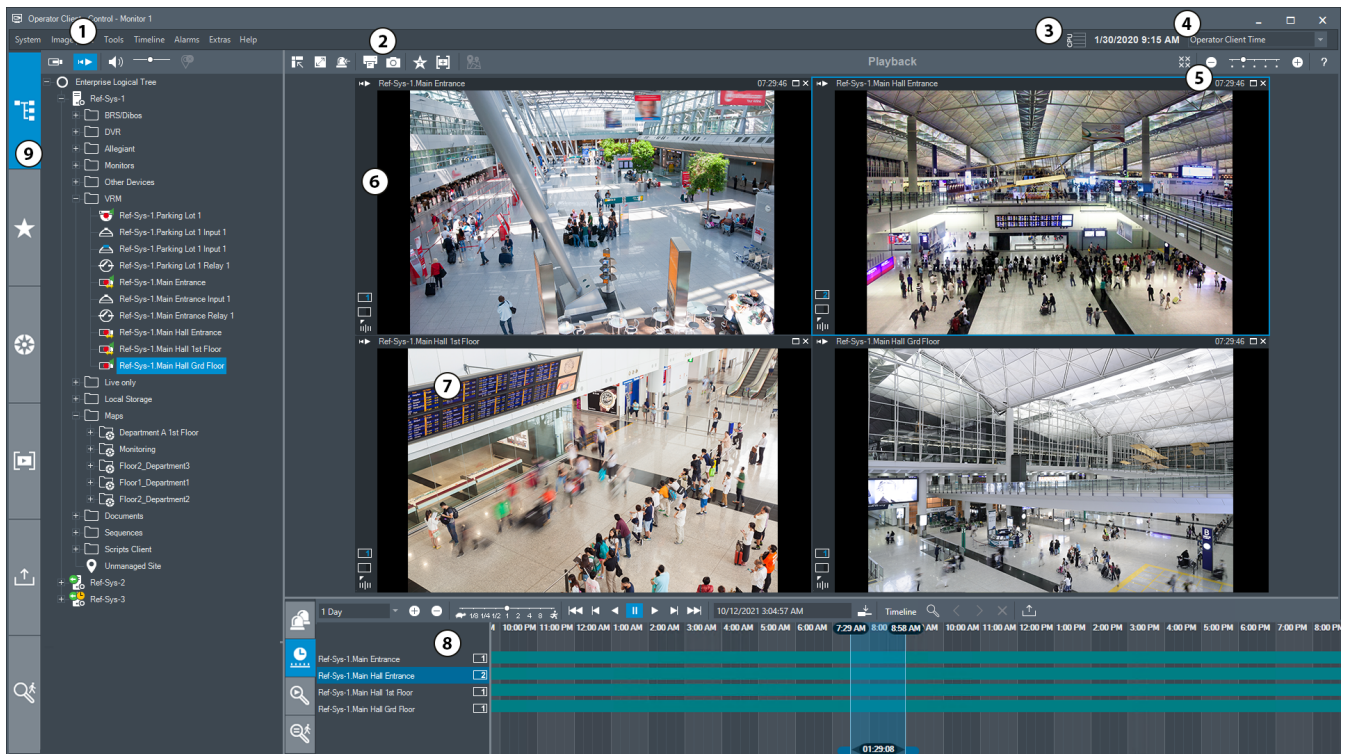 Operator Client - Control - Monitor 1
1
System Image Tools Timeline Alarms Extras Help
2
3
1/30/2020 9:15 AM
4
Operator Client Time
Playback
5
?
Enterprise Logical Tree
Ref-Sys-1
BRS/Dibos
DVR
Allegiant
Monitors
Other Devices
VRM
Ref-Sys-1.Parking Lot 1
Ref-Sys-1.Parking Lot 1 Input 1
Ref-Sys-1.Parking Lot 1 Input 1
Ref-Sys-1.Parking Lot 1 Relay 1
Ref-Sys-1.Main Entrance
Ref-Sys-1.Main Entrance Input 1
Ref-Sys-1.Main Entrance Relay 1
Ref-Sys-1.Main Hall Entrance
Ref-Sys-1.Main Hall 1st Floor
Ref-Sys-1.Main Hall Grd Floor
Live only
Local Storage
Maps
Department A 1st Floor
Monitoring
Floor2_Department3
Floor1_Department1
Floor2_Department2
Documents
Sequences
Scripts Client
Unmanaged Site
Ref-Sys-2
Ref-Sys-3
9
Ref-Sys-1.Main Entrance 07:29:46
6
1
Ref-Sys-1.Main Hall Entrance 07:29:46
2
Ref-Sys-1.Main Hall 1st Floor
7
1
Ref-Sys-1.Main Hall Grd Floor 07:29:46
B
1
1 Day
1/8 1/4 1/2 1 2 4 8
10/12/2021 3:04:57 AM
Timeline
8
M 10:00 PM 11:00 PM 12:00 AM 1:00 AM 2:00 AM 3:00 AM 4:00 AM 5:00 AM 6:00 AM 7:29 AM 8:00 8:58 AM AM 10:00 AM 11:00 AM 12:00 PM 1:00 PM 2:00 PM 3:00 PM 4:00 PM 5:00 PM 6:00 PM 7:00 PM 8:00 P
Ref-Sys-1.Main Entrance 1
Ref-Sys-1.Main Hall Entrance 2
Ref-Sys-1.Main Hall 1st Floor 1
Ref-Sys-1.Main Hall Grd Floor 1
01:29:08